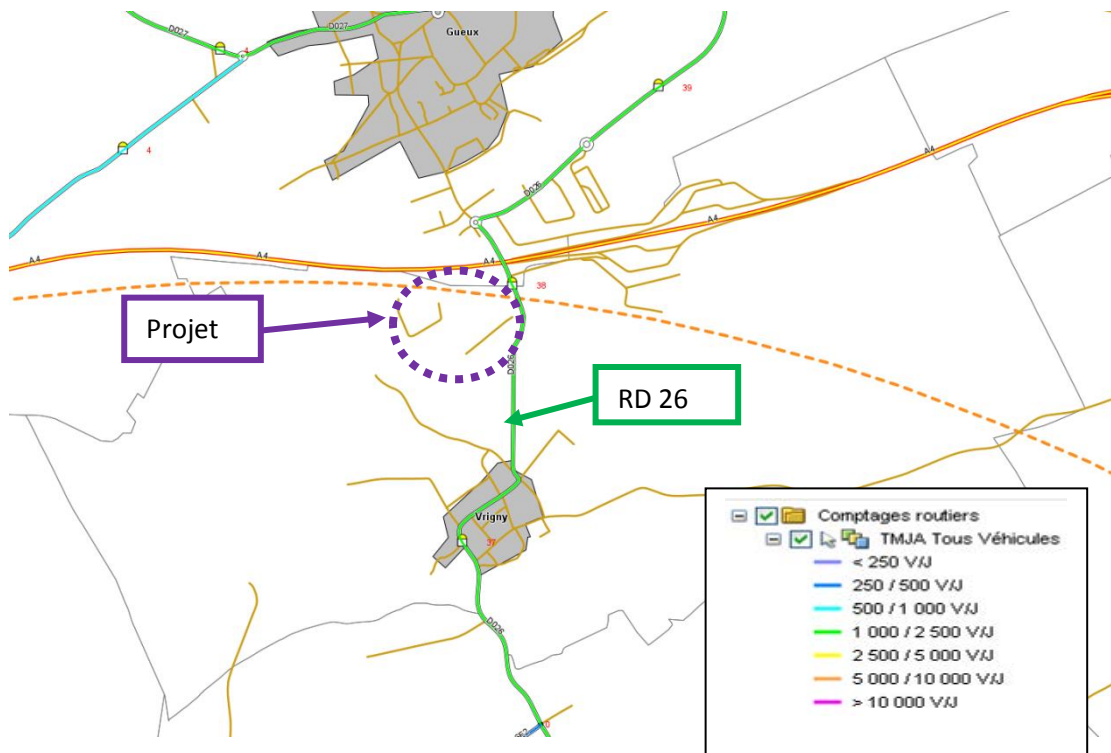 D027
D027
Gueux
4
4
39
D026
A4
A4
A4
A4
38
Projet
D026
RD 26
Vrigny
37
D026
Comptages routiers
TMJA Tous Véhicules
< 250 V/J
250 / 500 V/J
500 / 1 000 V/J
1 000 / 2 500 V/J
2 500 / 5 000 V/J
5 000 / 10 000 V/J
> 10 000 V/J